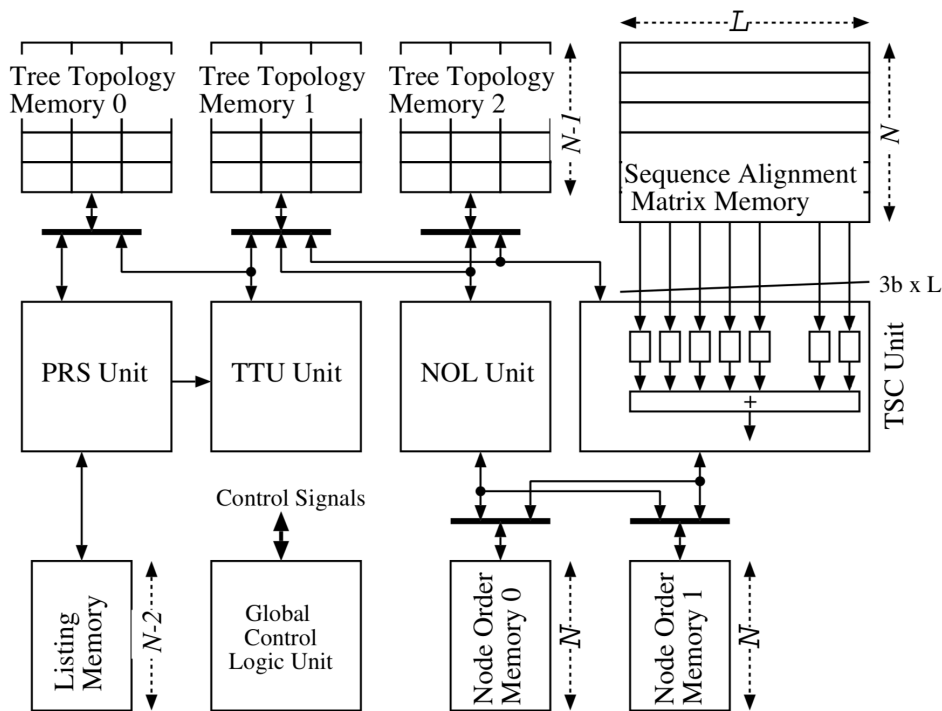 L
Tree Topology
Memory 0
Tree Topology
Memory 1
Tree Topology
Memory 2
N-1
Sequence Alignment
Matrix Memory
N
3b x L
PRS Unit
TTU Unit
NOL Unit
+
TSC Unit
Control Signals
Listing
Memory
N-2
Global
Control
Logic Unit
Node Order
Memory 0
N
Node Order
Memory 1
N